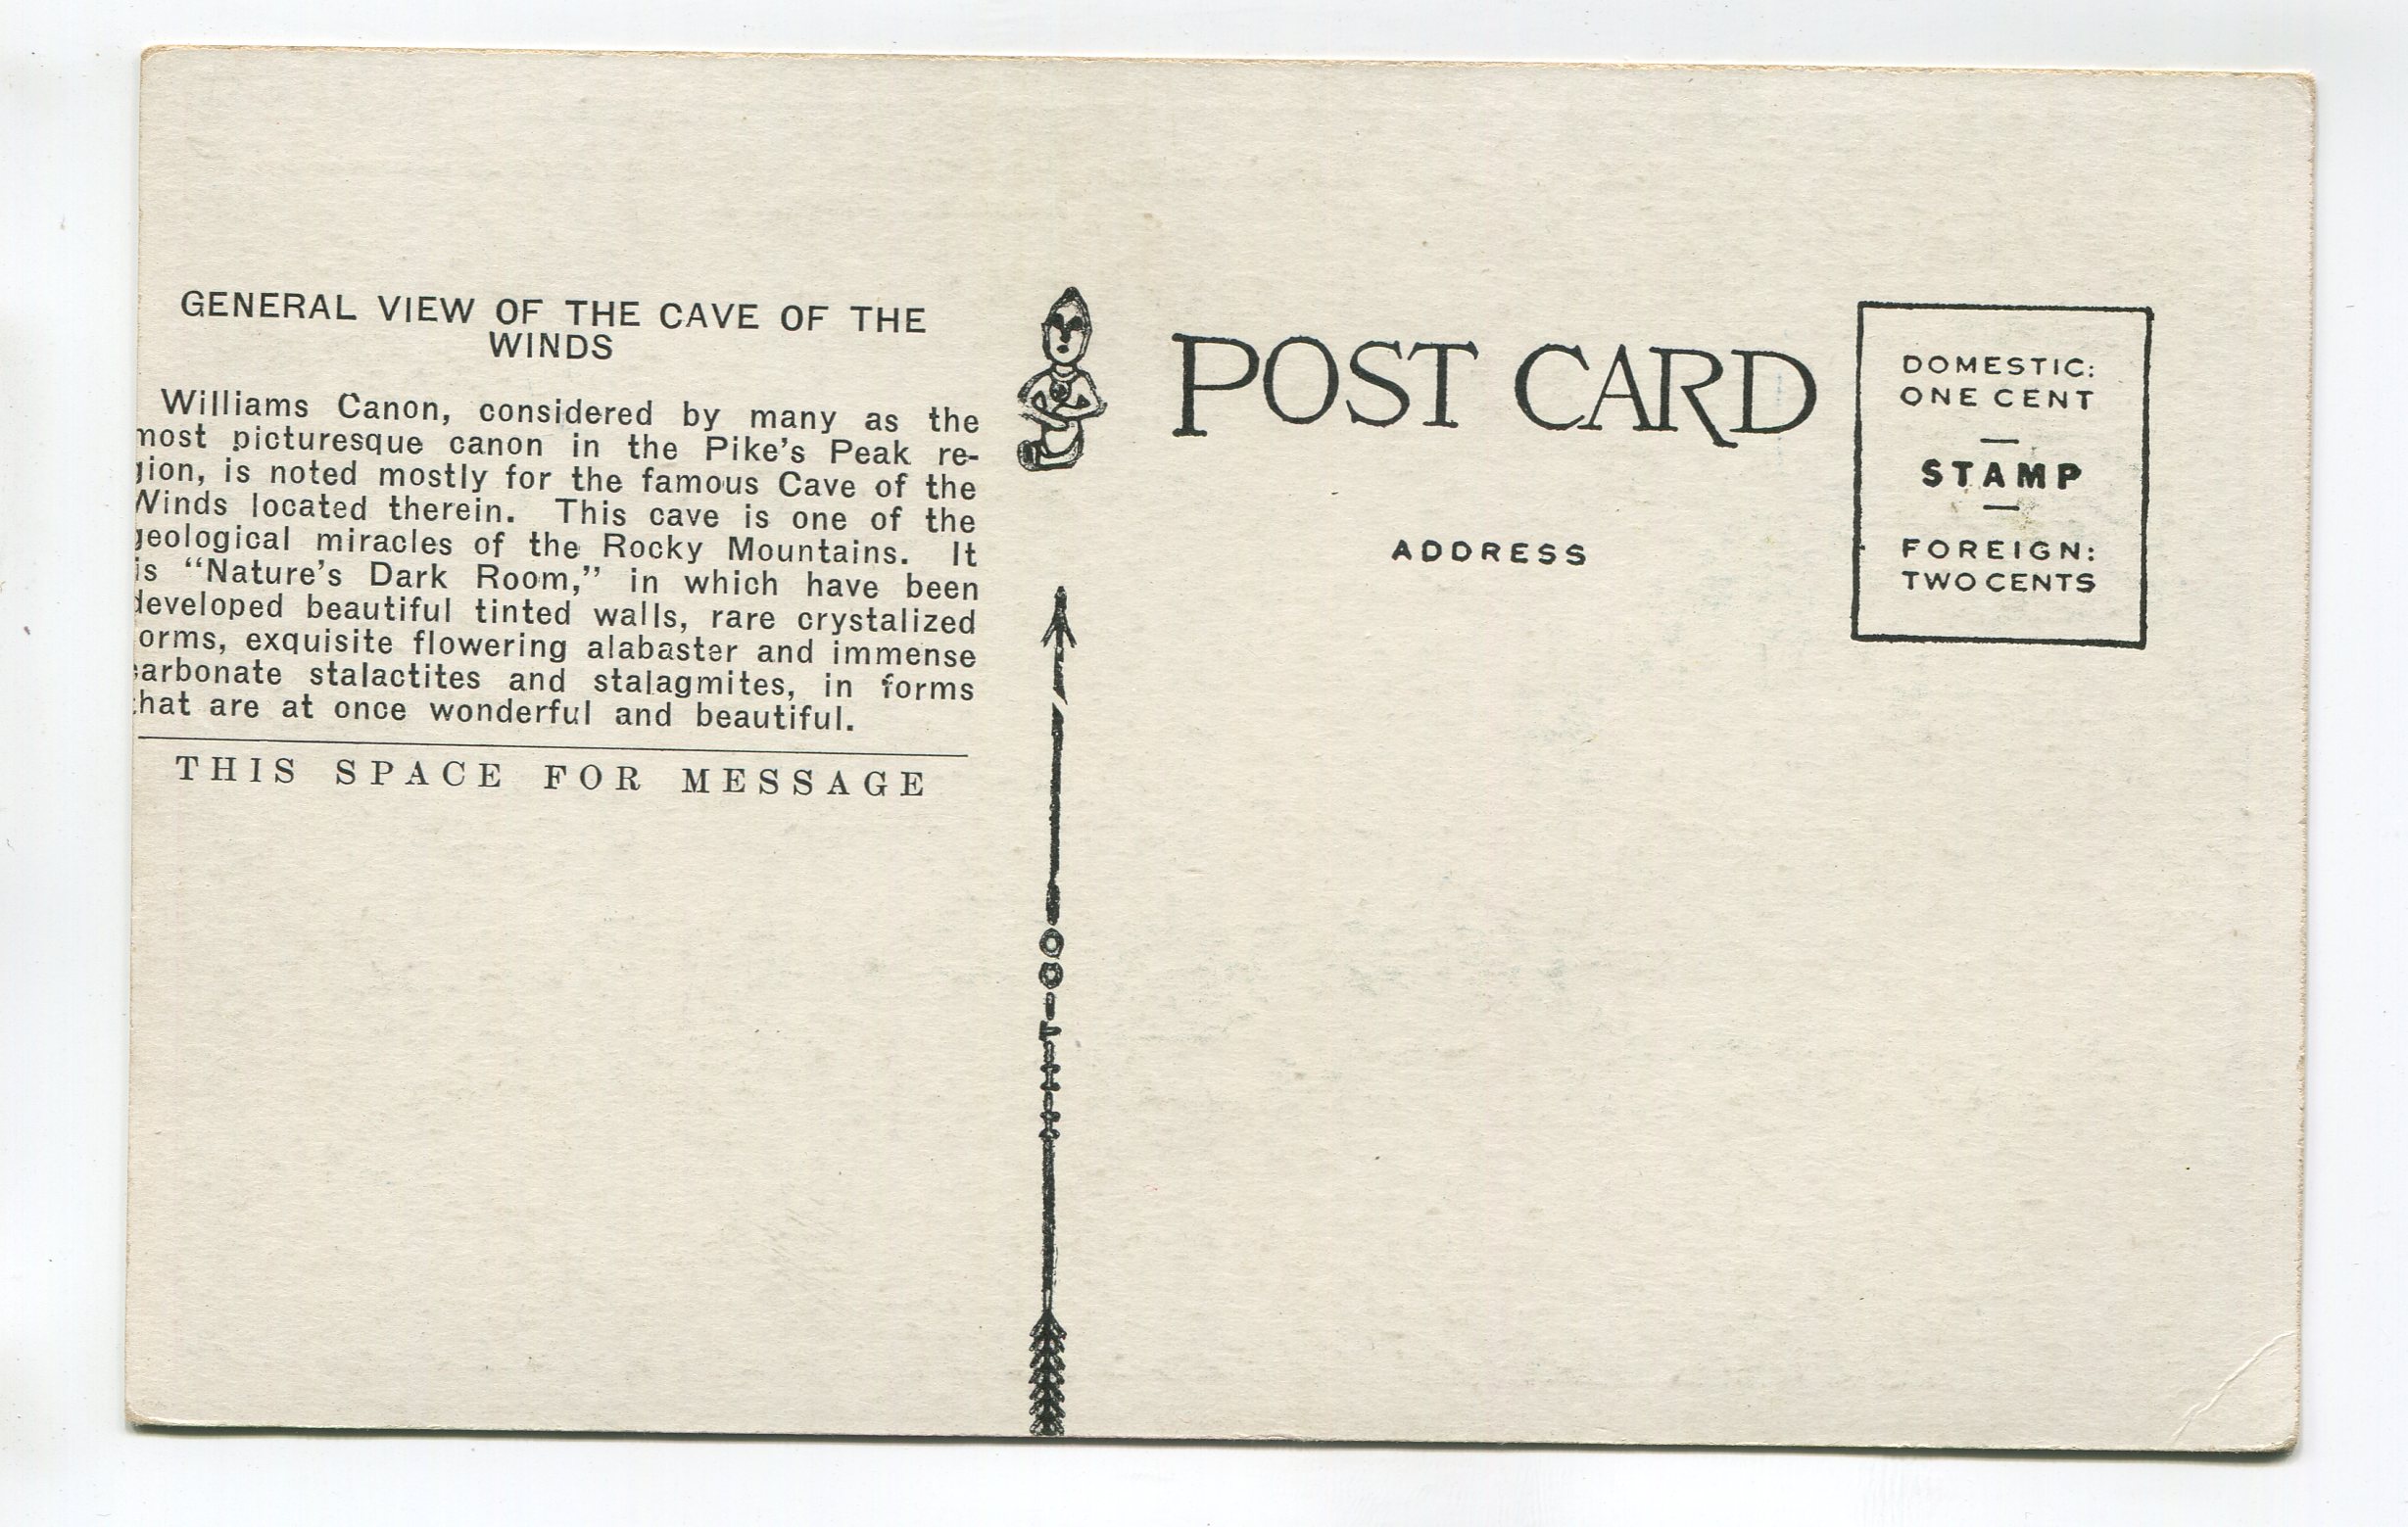 GENERAL VIEW OF THE CAVE OF THE
WINDS
Williams Canon, considered by many as the
most picturesque canon in the Pike's Peak re-
gion, is noted mostly for the famous Cave of the
Winds located therein. This cave is one of the
geological miracles of the Rocky Mountains. It
is “Nature's Dark Room,” in which have been
developed beautiful tinted walls, rare crystalized
orms, exquisite flowering alabaster and immense
carbonate stalactites and stalagmites, in forms
that are at once wonderful and beautiful.
THIS SPACE FOR MESSAGE
POST CARD
ADDRESS
DOMESTIC:
ONE CENT
STAMP
FOREIGN:
TWO CENTS